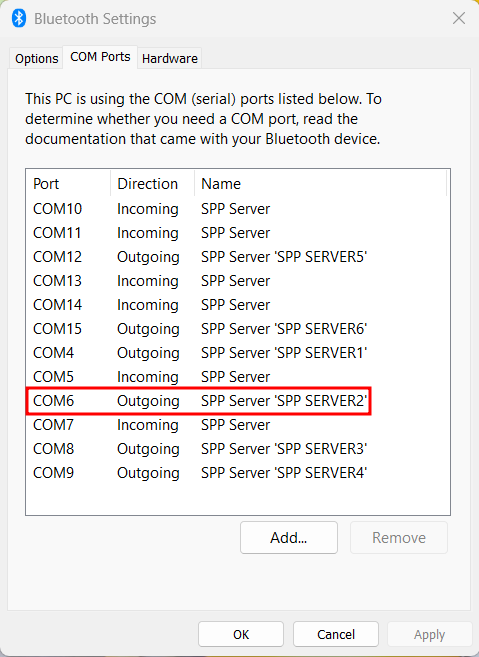 Bluetooth Settings
Options COM Ports Hardware
This PC is using the COM (serial) ports listed below. To
determine whether you need a COM port, read the
documentation that came with your Bluetooth device.
Port Direction Name
COM10 Incoming SPP Server
COM11 Incoming SPP Server
COM12 Outgoing SPP Server 'SPP SERVER5'
COM13 Incoming SPP Server
COM14 Incoming SPP Server
COM15 Outgoing SPP Server 'SPP SERVER6'
COM4 Outgoing SPP Server 'SPP SERVER1'
COM5 Incoming SPP Server
COM6 Outgoing SPP Server 'SPP SERVER2'
COM7 Incoming SPP Server
COM8 Outgoing SPP Server 'SPP SERVER3'
COM9 Outgoing SPP Server 'SPP SERVER4'
Add... Remove
OK Cancel Apply